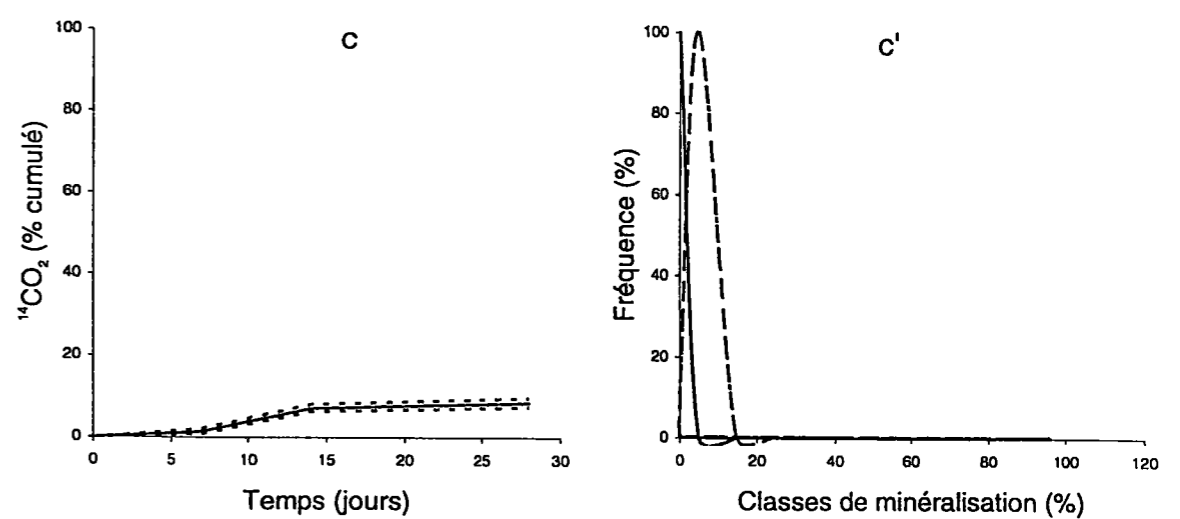 C
100
80
60
40
20
0
0 5 10 15 20 25 30
¹⁴CO₂ (% cumulé)
Temps (jours)
C'
100
80
60
40
20
0
0 20 40 60 80 100 120
Fréquence (%)
Classes de minéralisation (%)